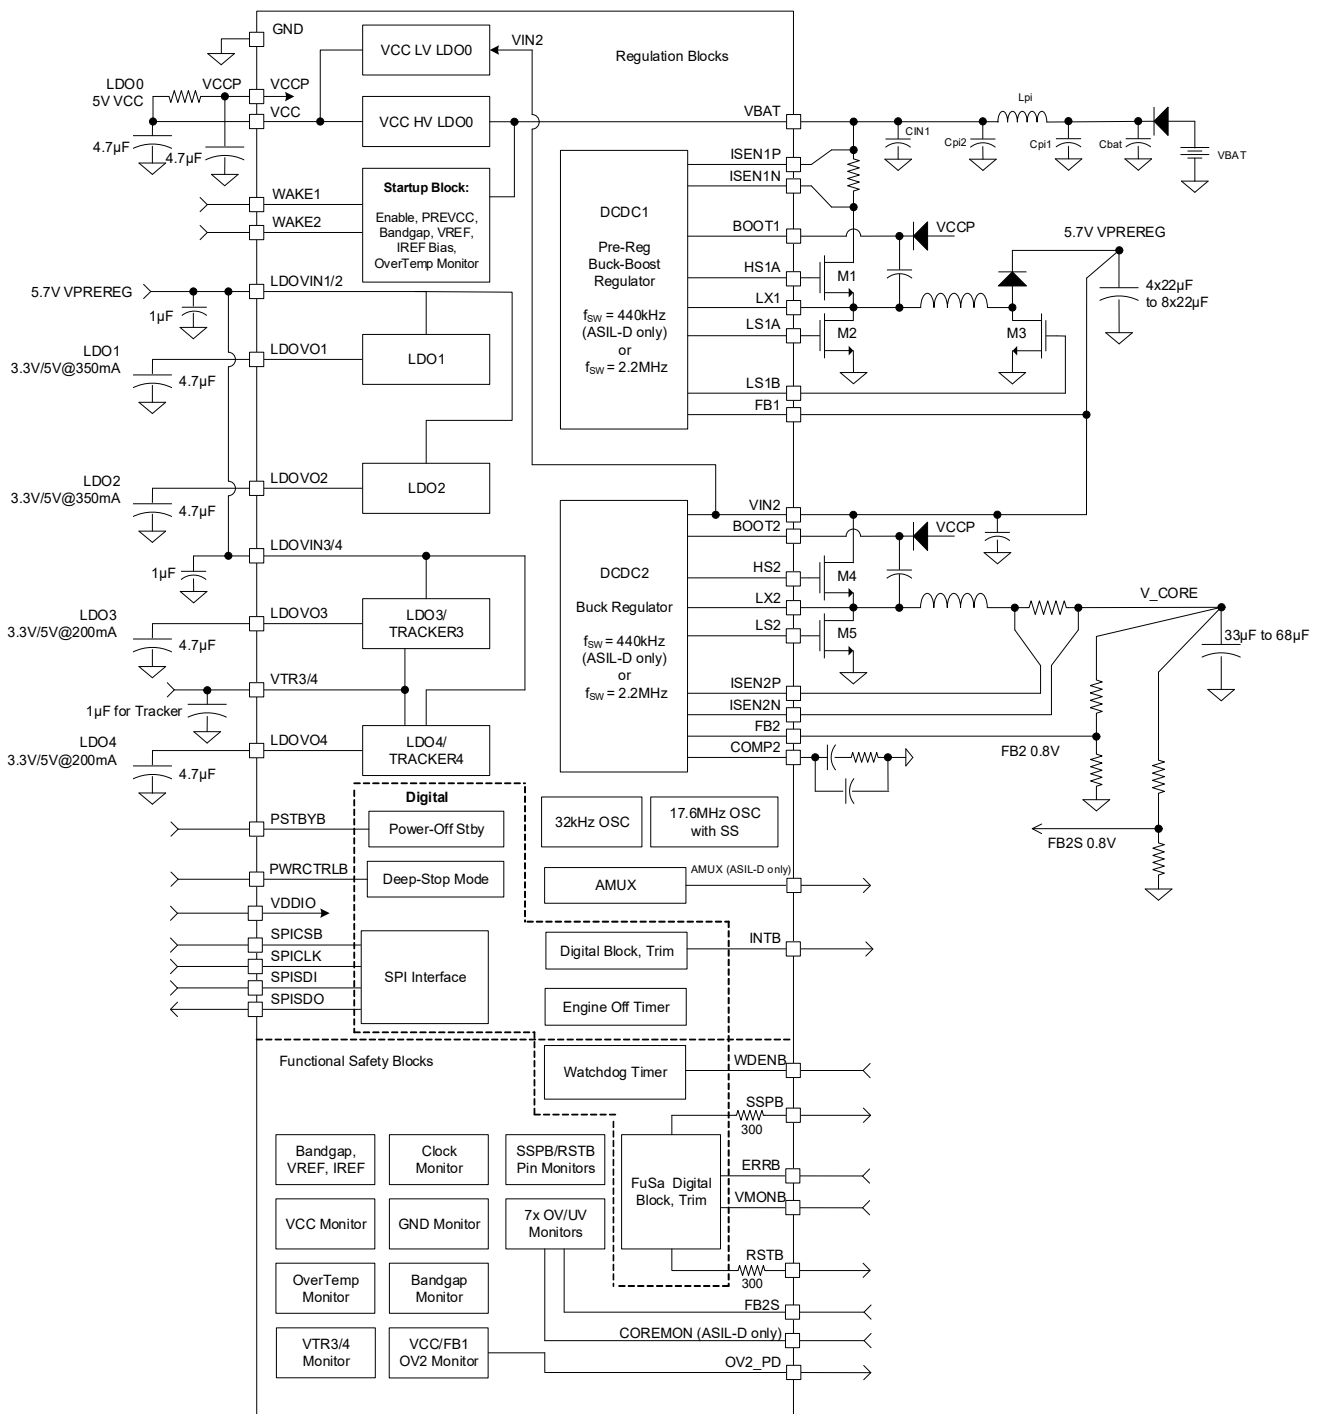 GND
VCC LV LDO0
VIN2
Regulation Blocks
LDO0
5V VCC
VCCP
VCCP
VCC
VCC HV LDO0
VBAT
4.7µF
4.7µF
CIN1
Cpi2
Lpi
Cpi1
Cbat
VBAT
WAKE1
WAKE2
Startup Block:
Enable, PREVCC,
Bandgap, VREF,
IREF Bias,
OverTemp Monitor
ISEN1P
ISEN1N
BOOT1
HS1A
LX1
LS1A
LS1B
FB1
DCDC1
Pre-Reg
Buck-Boost
Regulator
fSW = 440kHz
(ASIL-D only)
or
fSW = 2.2MHz
VCCP
M1
M2
M3
5.7V VPREREG
4x22µF
to 8x22µF
5.7V VPREREG
1µF
LDOVIN1/2
LDO1
3.3V/5V@350mA
4.7µF
LDOVO1
LDO1
LDO2
3.3V/5V@350mA
4.7µF
LDOVO2
LDO2
LDOVIN3/4
1µF
LDO3
3.3V/5V@200mA
4.7µF
LDOVO3
LDO3/
TRACKER3
VTR3/4
1µF for Tracker
LDO4
3.3V/5V@200mA
4.7µF
LDOVO4
LDO4/
TRACKER4
VIN2
BOOT2
HS2
LX2
LS2
ISEN2P
ISEN2N
FB2
COMP2
DCDC2
Buck Regulator
fSW = 440kHz
(ASIL-D only)
or
fSW = 2.2MHz
VCCP
M4
M5
V_CORE
33µF to 68µF
FB2 0.8V
FB2S 0.8V
Digital
PSTBYB
Power-Off Stby
PWRCTRLB
Deep-Stop Mode
VDDIO
SPICSB
SPICLK
SPISDI
SPISDO
SPI Interface
32kHz OSC
17.6MHz OSC
with SS
AMUX
AMUX (ASIL-D only)
Digital Block, Trim
INTB
Engine Off Timer
Functional Safety Blocks
Watchdog Timer
WDENB
SSPB
300
FuSa Digital
Block, Trim
ERRB
VMONB
RSTB
300
Bandgap,
VREF, IREF
Clock
Monitor
SSPB/RSTB
Pin Monitors
VCC Monitor
GND Monitor
7x OV/UV
Monitors
OverTemp
Monitor
Bandgap
Monitor
FB2S
COREMON (ASIL-D only)
VTR3/4
Monitor
VCC/FB1
OV2 Monitor
OV2_PD